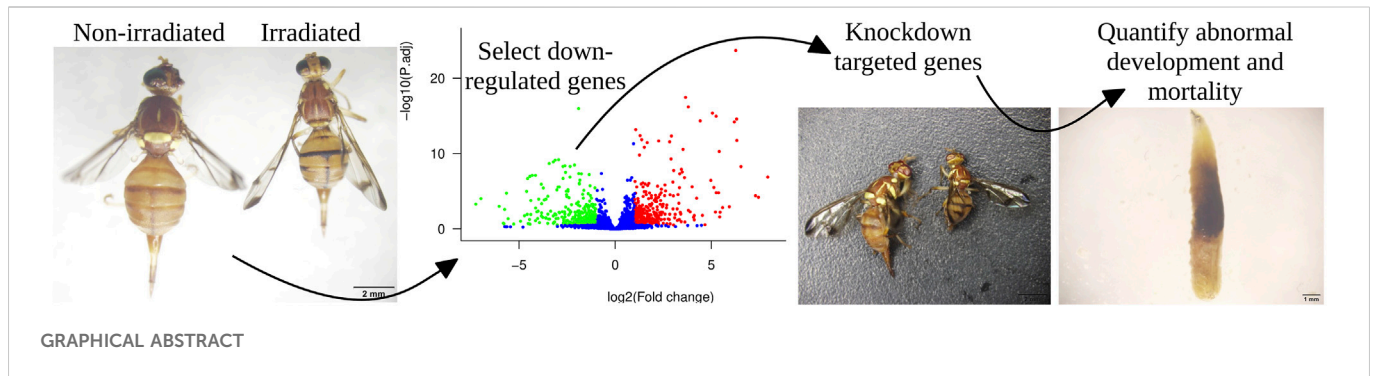 Non-irradiated
Irradiated
2 mm
Select down-
regulated genes
-log10(P.adj)
20
10
0
-5
0
5
log2(Fold change)
Knockdown
targeted genes
Quantify abnormal
development and
mortality
1 mm
GRAPHICAL ABSTRACT